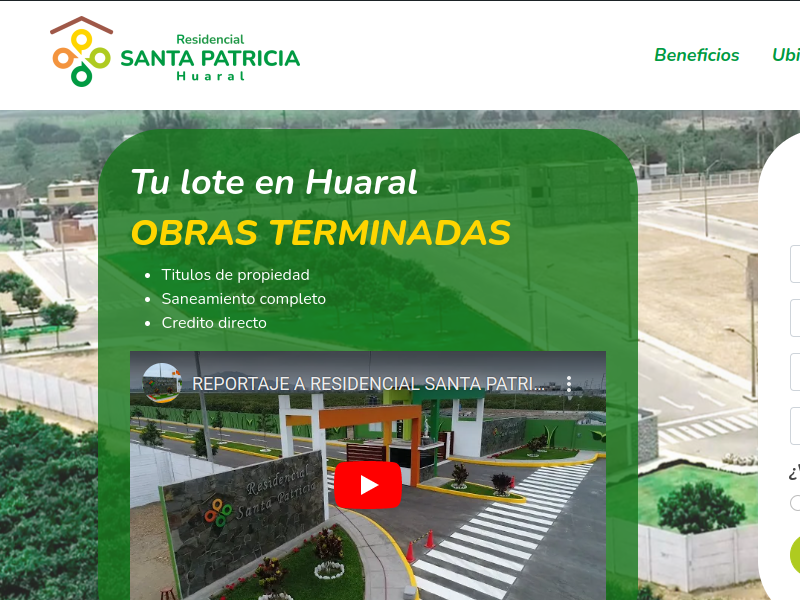 Residencial
SANTA PATRICIA
Huaral
Beneficios
Ubi
Tu lote en Huaral
OBRAS TERMINADAS
Titulos de propiedad
Saneamiento completo
Credito directo
REPORTAJE A RESIDENCIAL SANTA PATRI...
Residencial
Santa Patricia